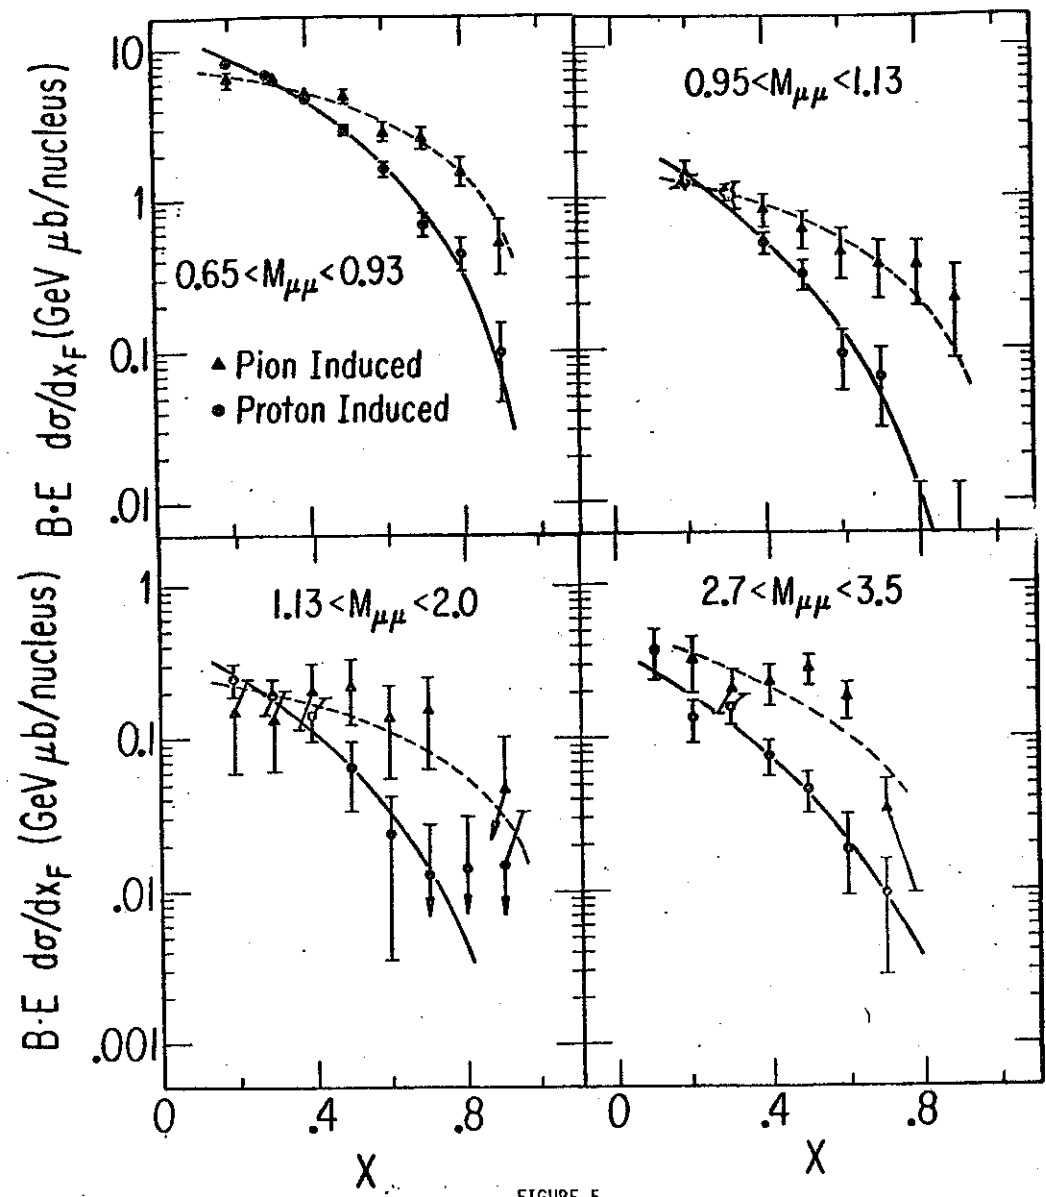 B·E dσ/dx_F (GeV μb/nucleus)
10
1
0.1
.01
0.65<M_μμ<0.93
▲ Pion Induced
● Proton Induced
0.95<M_μμ<1.13
B·E dσ/dx_F (GeV μb/nucleus)
1
0.1
.01
.001
1.13<M_μμ<2.0
2.7<M_μμ<3.5
0 .4 .8
0 .4 .8
X
X
FIGURE 5